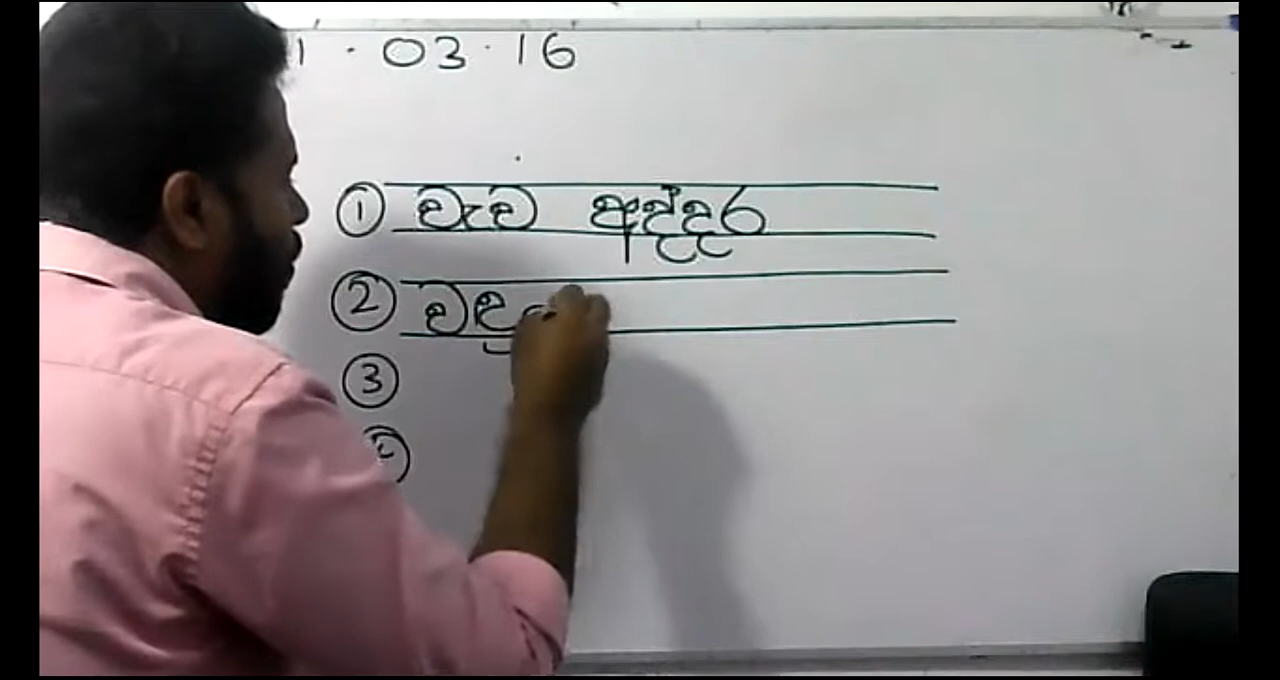 1 . 03 . 16
① වැව අද්දර
②
③